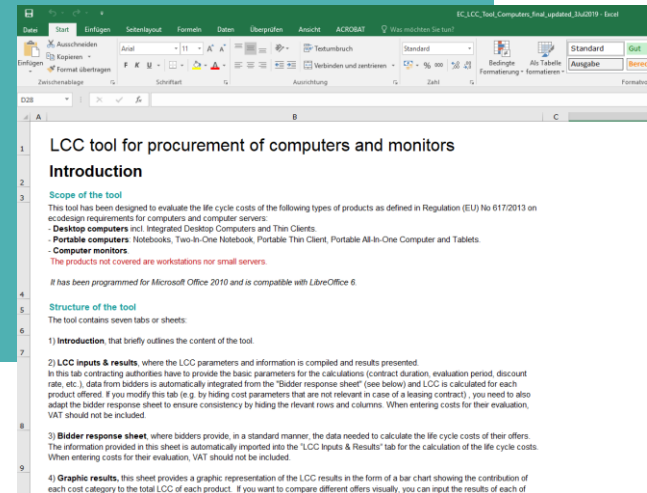 EC_LCC_Tool_Computers_final_updated_3Jul2019 - Excel
Datei Start Einfügen Seitenlayout Formeln Daten Überprüfen Ansicht ACROBAT Was möchten Sie tun?
Einfügen
Ausschneiden
Kopieren
Format übertragen
Zwischenablage
Arial 11
F K U
Schriftart
Textumbruch
Verbinden und zentrieren
Ausrichtung
Standard
% 000
Zahl
Bedingte Formatierung
Als Tabelle formatieren
Standard Gut
Ausgabe
D28
A B C
1 LCC tool for procurement of computers and monitors
2 Introduction
3 Scope of the tool
This tool has been designed to evaluate the life cycle costs of the following types of products as defined in Regulation (EU) No 617/2013 on
ecodesign requirements for computers and computer servers:
- Desktop computers incl. Integrated Desktop Computers and Thin Clients.
- Portable computers: Notebooks, Two-In-One Notebook, Portable Thin Client, Portable All-In-One Computer and Tablets.
- Computer monitors.
The products not covered are workstations nor small servers.
It has been programmed for Microsoft Office 2010 and is compatible with LibreOffice 6.
4
5 Structure of the tool
The tool contains seven tabs or sheets:
6
1) Introduction, that briefly outlines the content of the tool.
7
2) LCC inputs & results, where the LCC parameters and information is compiled and results presented.
In this tab contracting authorities have to provide the basic parameters for the calculations (contract duration, evaluation period, discount
rate, etc.), data from bidders is automatically integrated from the "Bidder response sheet" (see below) and LCC is calculated for each
product offered. If you modify this tab (e.g. by hiding cost parameters that are not relevant in case of a leasing contract) , you need to also
adapt the bidder response sheet to ensure consistency by hiding the rlevant rows and columns. When entering costs for their evaluation,
VAT should not be included.
8
3) Bidder response sheet, where bidders provide, in a standard manner, the data needed to calculate the life cycle costs of their offers.
The information provided in this sheet is automatically imported into the "LCC Inputs & Results" tab for the calculation of the life cycle costs.
When entering costs for their evaluation, VAT should not be included.
9
4) Graphic results, this sheet provides a graphic representation of the LCC results in the form of a bar chart showing the contribution of
each cost category to the total LCC of each product. If you want to compare different offers visually, you can input the results of each of